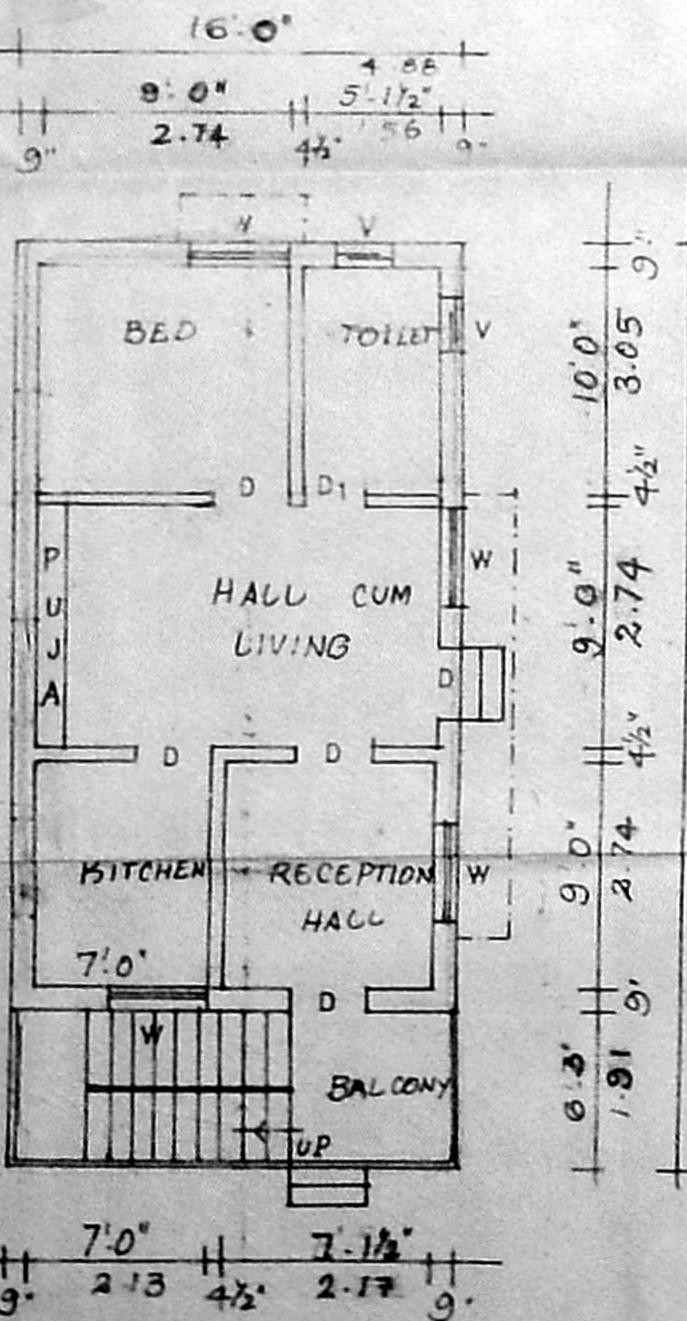 16'-0"
4.88
9'-0" 5'-1½"
2.74 1.56
9" 4½" 9"
W V
BED TOILET V
D D1
PUJA
HALL CUM
LIVING
W
D
D D
KITCHEN RECEPTION W
HALL
7'0"
D
W
BALCONY
UP
9"
10'0" 3.05
4½"
9'-0" 2.74
4½"
9'0" 2.74
9"
6'3" 1.91
7'0" 7'-1½"
2.13 4½" 2.17
9" 9"